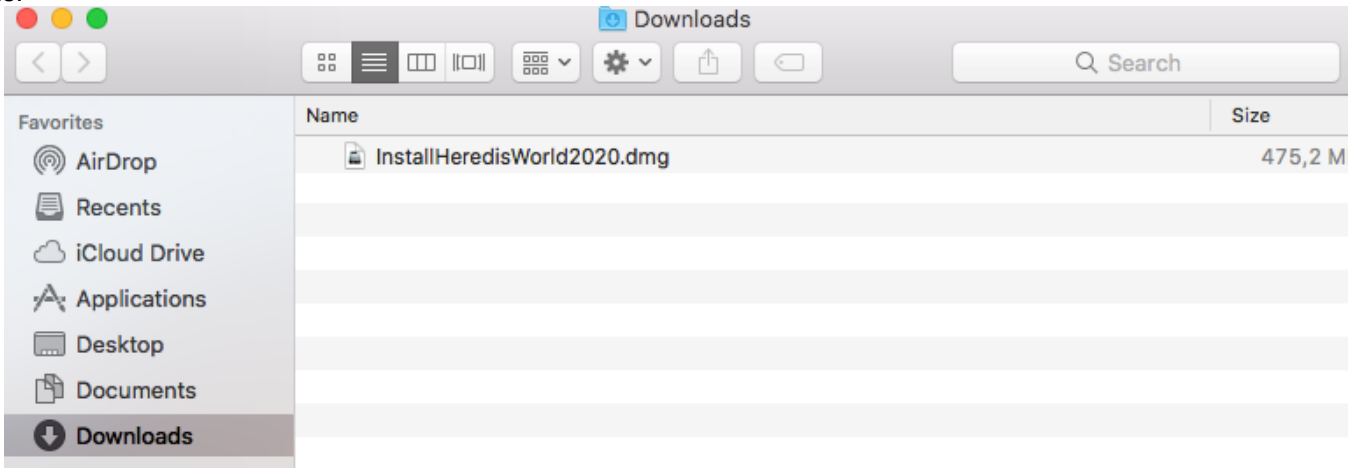 Downloads
Search
Favorites
AirDrop
Recents
iCloud Drive
Applications
Desktop
Documents
Downloads
Name
Size
InstallHeredisWorld2020.dmg
475,2 M